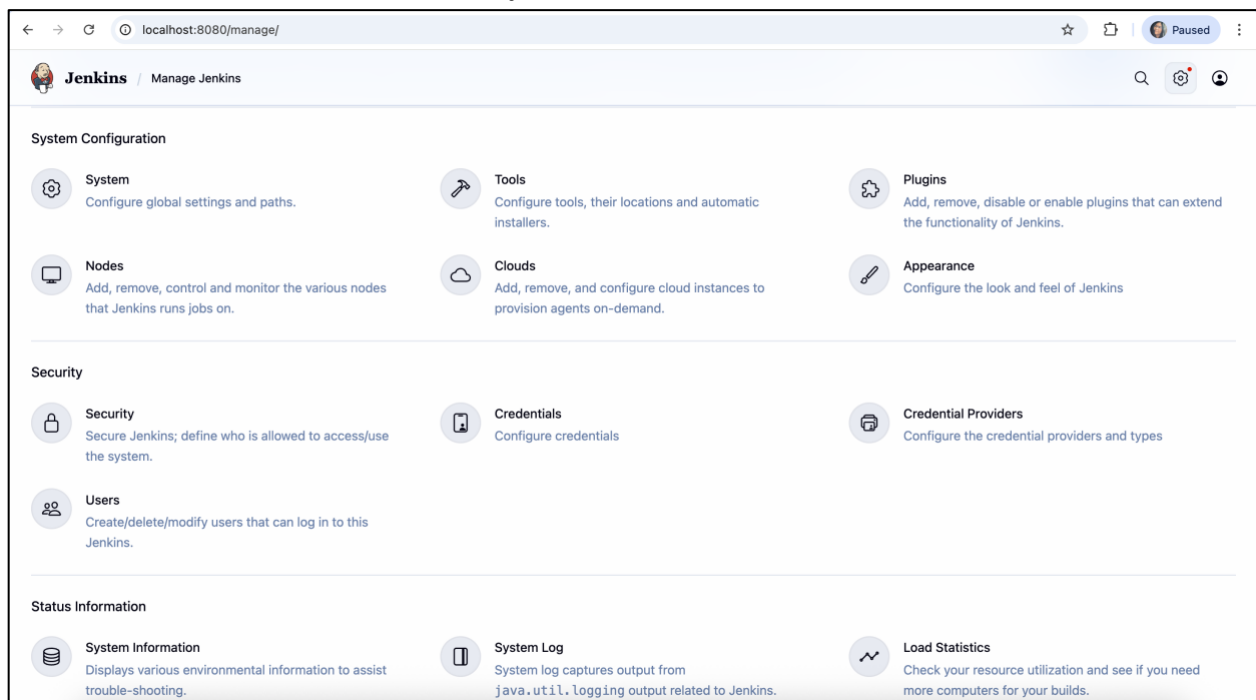 localhost:8080/manage/
Paused
Jenkins / Manage Jenkins
System Configuration
System
Configure global settings and paths.
Tools
Configure tools, their locations and automatic
installers.
Plugins
Add, remove, disable or enable plugins that can extend
the functionality of Jenkins.
Nodes
Add, remove, control and monitor the various nodes
that Jenkins runs jobs on.
Clouds
Add, remove, and configure cloud instances to
provision agents on-demand.
Appearance
Configure the look and feel of Jenkins
Security
Security
Secure Jenkins; define who is allowed to access/use
the system.
Credentials
Configure credentials
Credential Providers
Configure the credential providers and types
Users
Create/delete/modify users that can log in to this
Jenkins.
Status Information
System Information
Displays various environmental information to assist
trouble-shooting.
System Log
System log captures output from
java.util.logging output related to Jenkins.
Load Statistics
Check your resource utilization and see if you need
more computers for your builds.